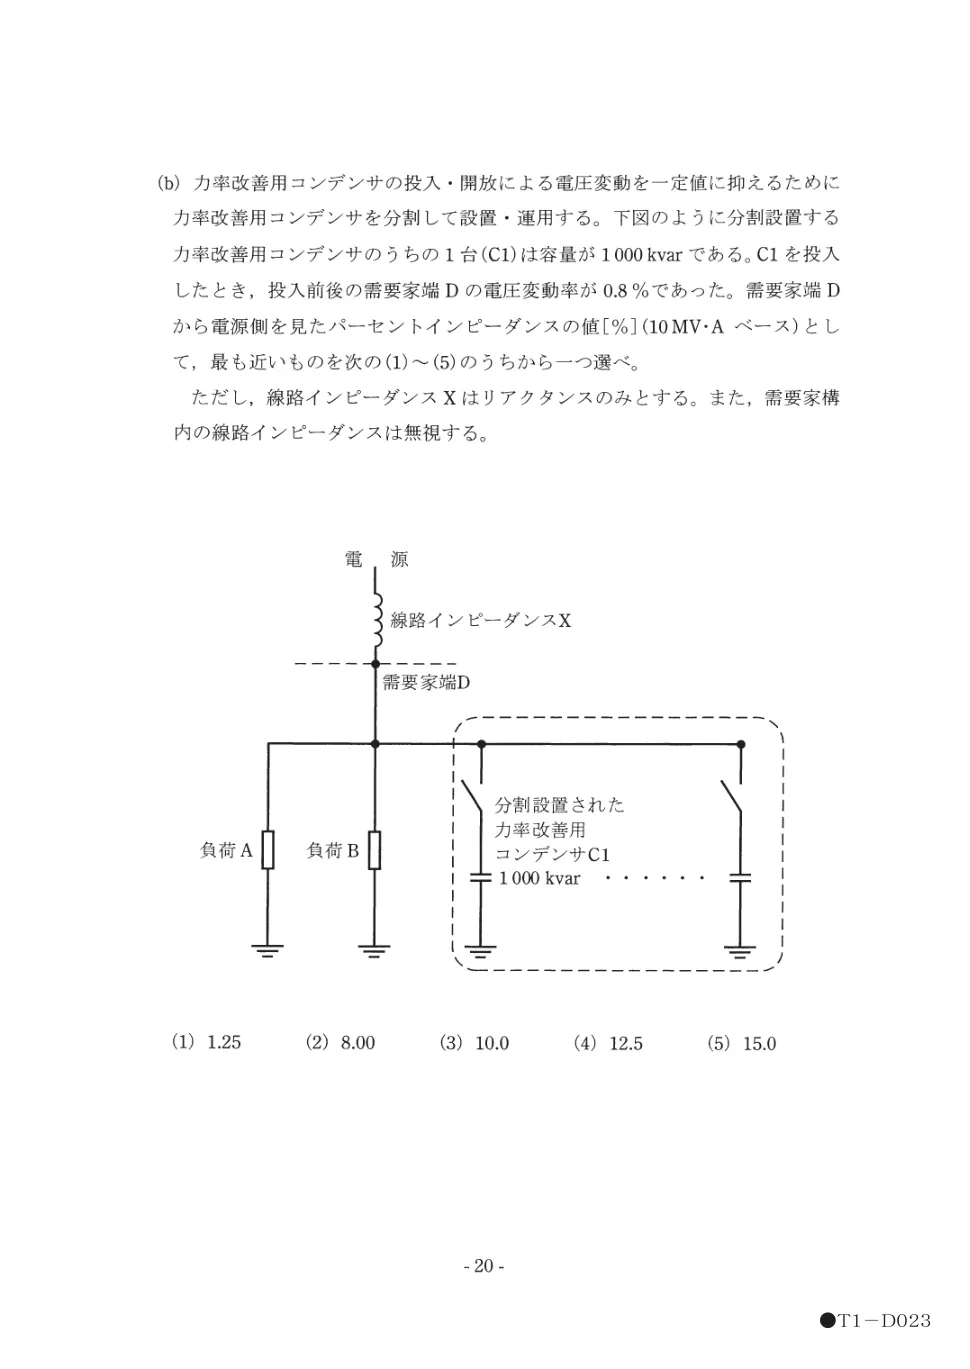 (b) 力率改善用コンデンサの投入・開放による電圧変動を一定値に抑えるために
力率改善用コンデンサを分割して設置・運用する。下図のように分割設置する
力率改善用コンデンサのうちの1台(C1)は容量が1000 kvarである。C1を投入
したとき，投入前後の需要家端Dの電圧変動率が0.8％であった。需要家端D
から電源側を見たパーセントインピーダンスの値[％](10 MV·A ベース)とし
て，最も近いものを次の(1)～(5)のうちから一つ選べ。
ただし，線路インピーダンスXはリアクタンスのみとする。また，需要家構
内の線路インピーダンスは無視する。
電 源
線路インピーダンスX
需要家端D
分割設置された
力率改善用
コンデンサC1
1000 kvar ・・・・・・
負荷A
負荷B
(1) 1.25 (2) 8.00 (3) 10.0 (4) 12.5 (5) 15.0
- 20 -
●T1－D023